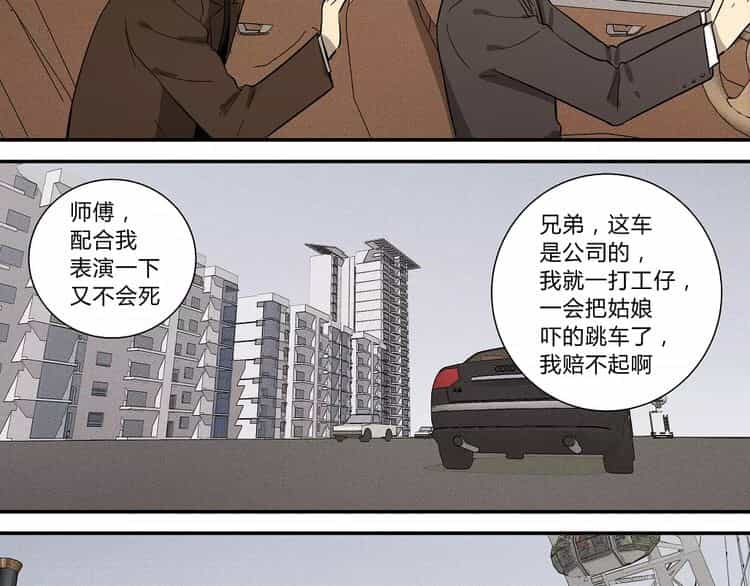 师傅，
配合我
表演一下
又不会死
兄弟，这车
是公司的，
我就一打工仔，
一会把姑娘
吓的跳车了，
我赔不起啊